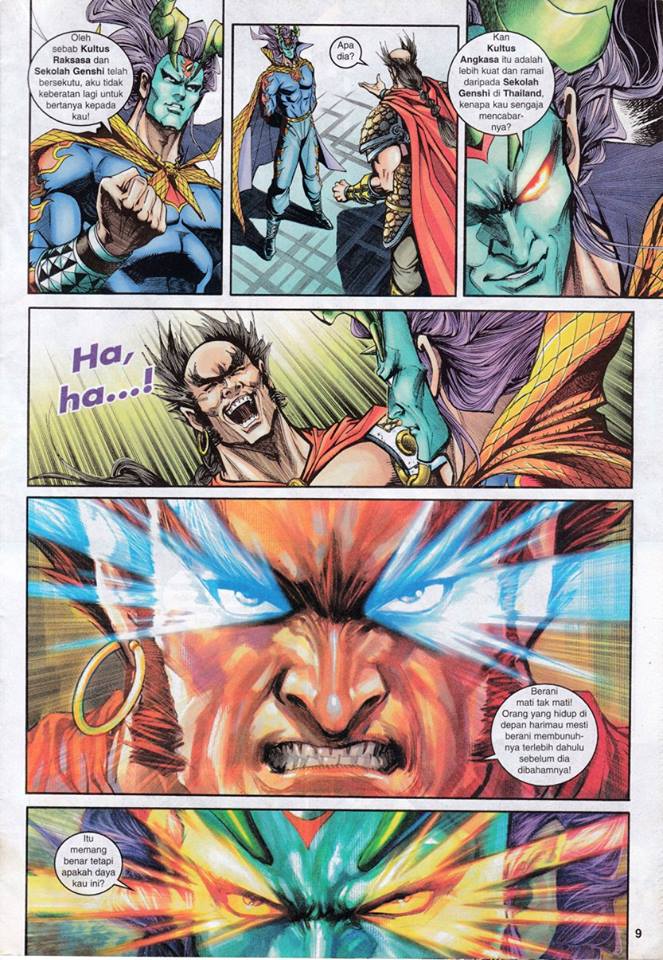 Oleh
sebab Kultus
Raksasa dan
Sekolah Genshi telah
bersekutu, aku tidak
keberatan lagi untuk
bertanya kepada
kau!
Apa
dia?
Kan
Kultus
Angkasa itu adalah
lebih kuat dan ramai
daripada Sekolah
Genshi di Thailand,
kenapa kau sengaja
mencabar-
nya?
Ha,
ha...!
Berani
mati tak mati!
Orang yang hidup di
depan harimau mesti
berani membunuh-
nya terlebih dahulu
sebelum dia
dibahamnya!
Itu
memang
benar tetapi
apakah daya
kau ini?
9